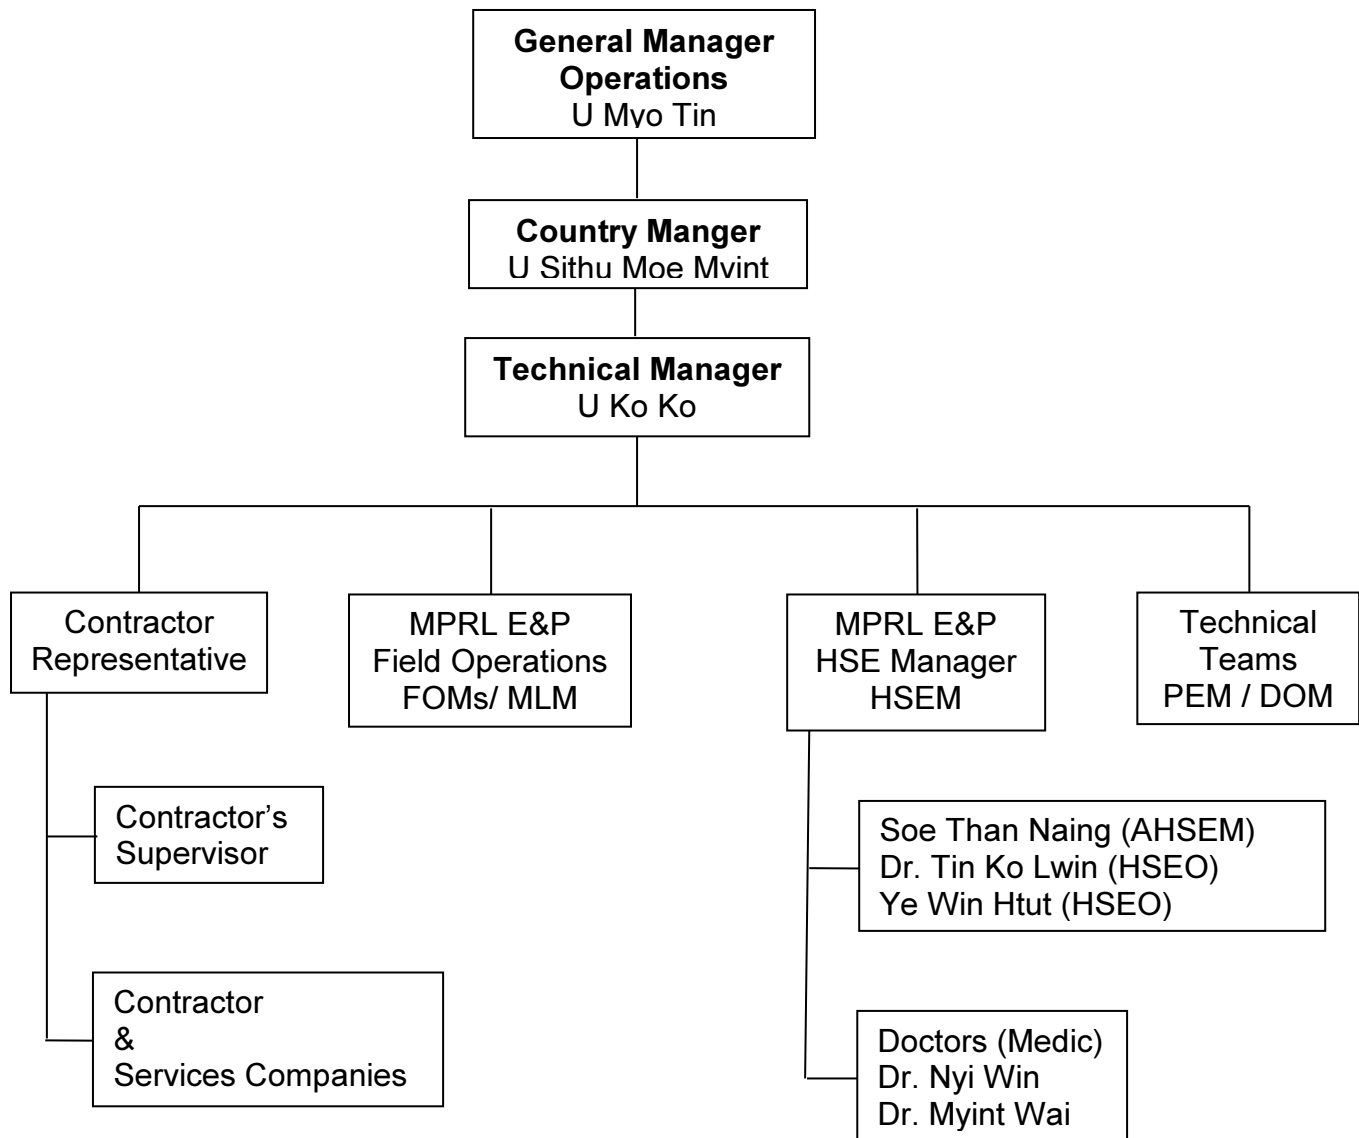 General Manager
Operations
U Myo Tin
Country Manger
U Sithu Moe Myint
Technical Manager
U Ko Ko
Contractor
Representative
MPRL E&P
Field Operations
FOMs/ MLM
MPRL E&P
HSE Manager
HSEM
Technical
Teams
PEM / DOM
Contractor’s
Supervisor
Soe Than Naing (AHSEM)
Dr. Tin Ko Lwin (HSEO)
Ye Win Htut (HSEO)
Contractor
&
Services Companies
Doctors (Medic)
Dr. Nyi Win
Dr. Myint Wai